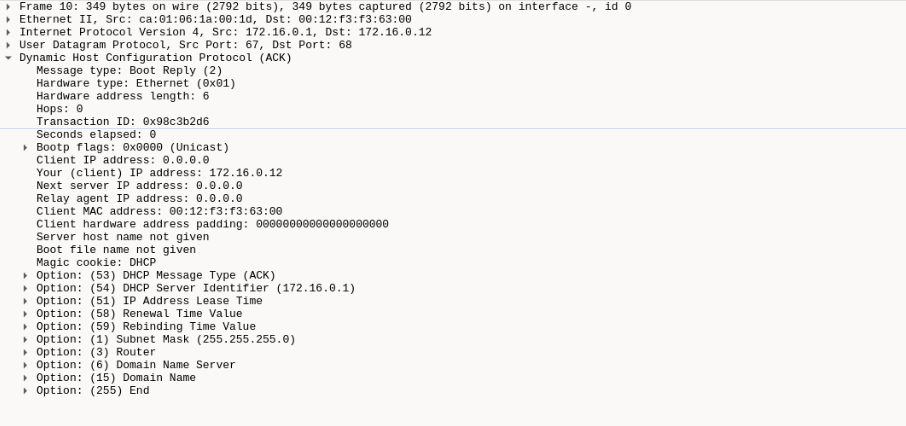 Frame 10: 349 bytes on wire (2792 bits), 349 bytes captured (2792 bits) on interface -, id 0
Ethernet II, Src: ca:01:06:1a:00:1d, Dst: 00:12:f3:f3:63:00
Internet Protocol Version 4, Src: 172.16.0.1, Dst: 172.16.0.12
User Datagram Protocol, Src Port: 67, Dst Port: 68
Dynamic Host Configuration Protocol (ACK)
Message type: Boot Reply (2)
Hardware type: Ethernet (0x01)
Hardware address length: 6
Hops: 0
Transaction ID: 0x98c3b2d6
Seconds elapsed: 0
Bootp flags: 0x0000 (Unicast)
Client IP address: 0.0.0.0
Your (client) IP address: 172.16.0.12
Next server IP address: 0.0.0.0
Relay agent IP address: 0.0.0.0
Client MAC address: 00:12:f3:f3:63:00
Client hardware address padding: 00000000000000000000
Server host name not given
Boot file name not given
Magic cookie: DHCP
Option: (53) DHCP Message Type (ACK)
Option: (54) DHCP Server Identifier (172.16.0.1)
Option: (51) IP Address Lease Time
Option: (58) Renewal Time Value
Option: (59) Rebinding Time Value
Option: (1) Subnet Mask (255.255.255.0)
Option: (3) Router
Option: (6) Domain Name Server
Option: (15) Domain Name
Option: (255) End